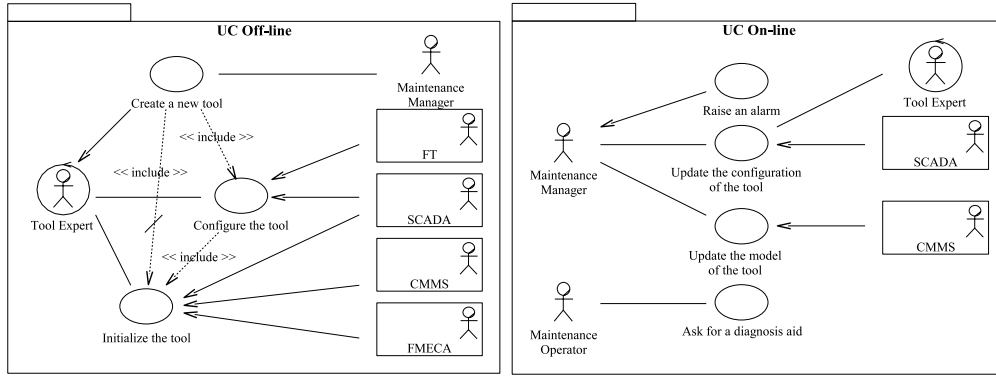 UC Off-line
Create a new tool
Maintenance
Manager
<< include >>
FT
<< include >>
Tool Expert
Configure the tool
SCADA
<< include >>
CMMS
Initialize the tool
FMECA
UC On-line
Raise an alarm
Tool Expert
Maintenance
Manager
Update the configuration
of the tool
SCADA
Update the model
of the tool
CMMS
Maintenance
Operator
Ask for a diagnosis aid